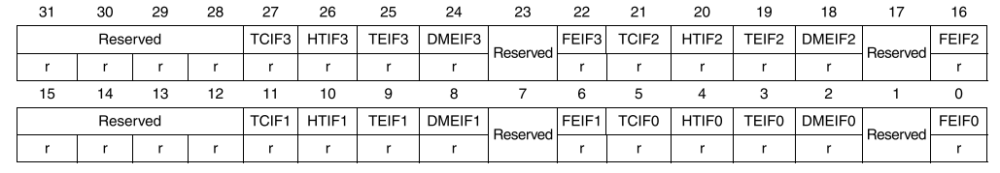 31 30 29 28 27 26 25 24 23 22 21 20 19 18 17 16
Reserved TCIF3 HTIF3 TEIF3 DMEIF3 Reserved FEIF3 TCIF2 HTIF2 TEIF2 DMEIF2 Reserved FEIF2
r r r r r r r r r r r r r r
15 14 13 12 11 10 9 8 7 6 5 4 3 2 1 0
Reserved TCIF1 HTIF1 TEIF1 DMEIF1 Reserved FEIF1 TCIF0 HTIF0 TEIF0 DMEIF0 Reserved FEIF0
r r r r r r r r r r r r r r